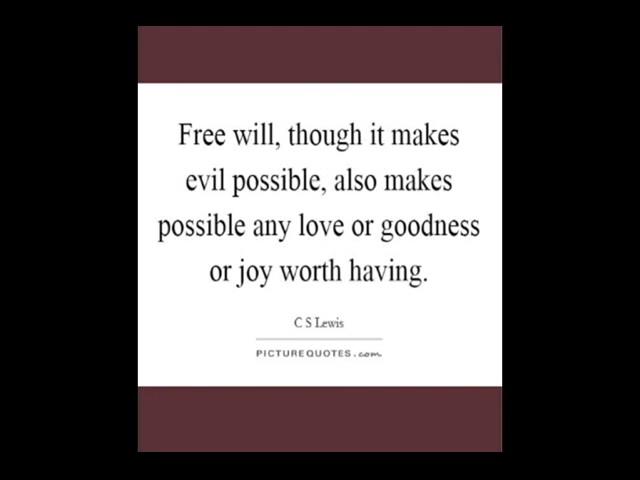 Free will, though it makes
evil possible, also makes
possible any love or goodness
or joy worth having.
C S Lewis
PICTUREQUOTES.com